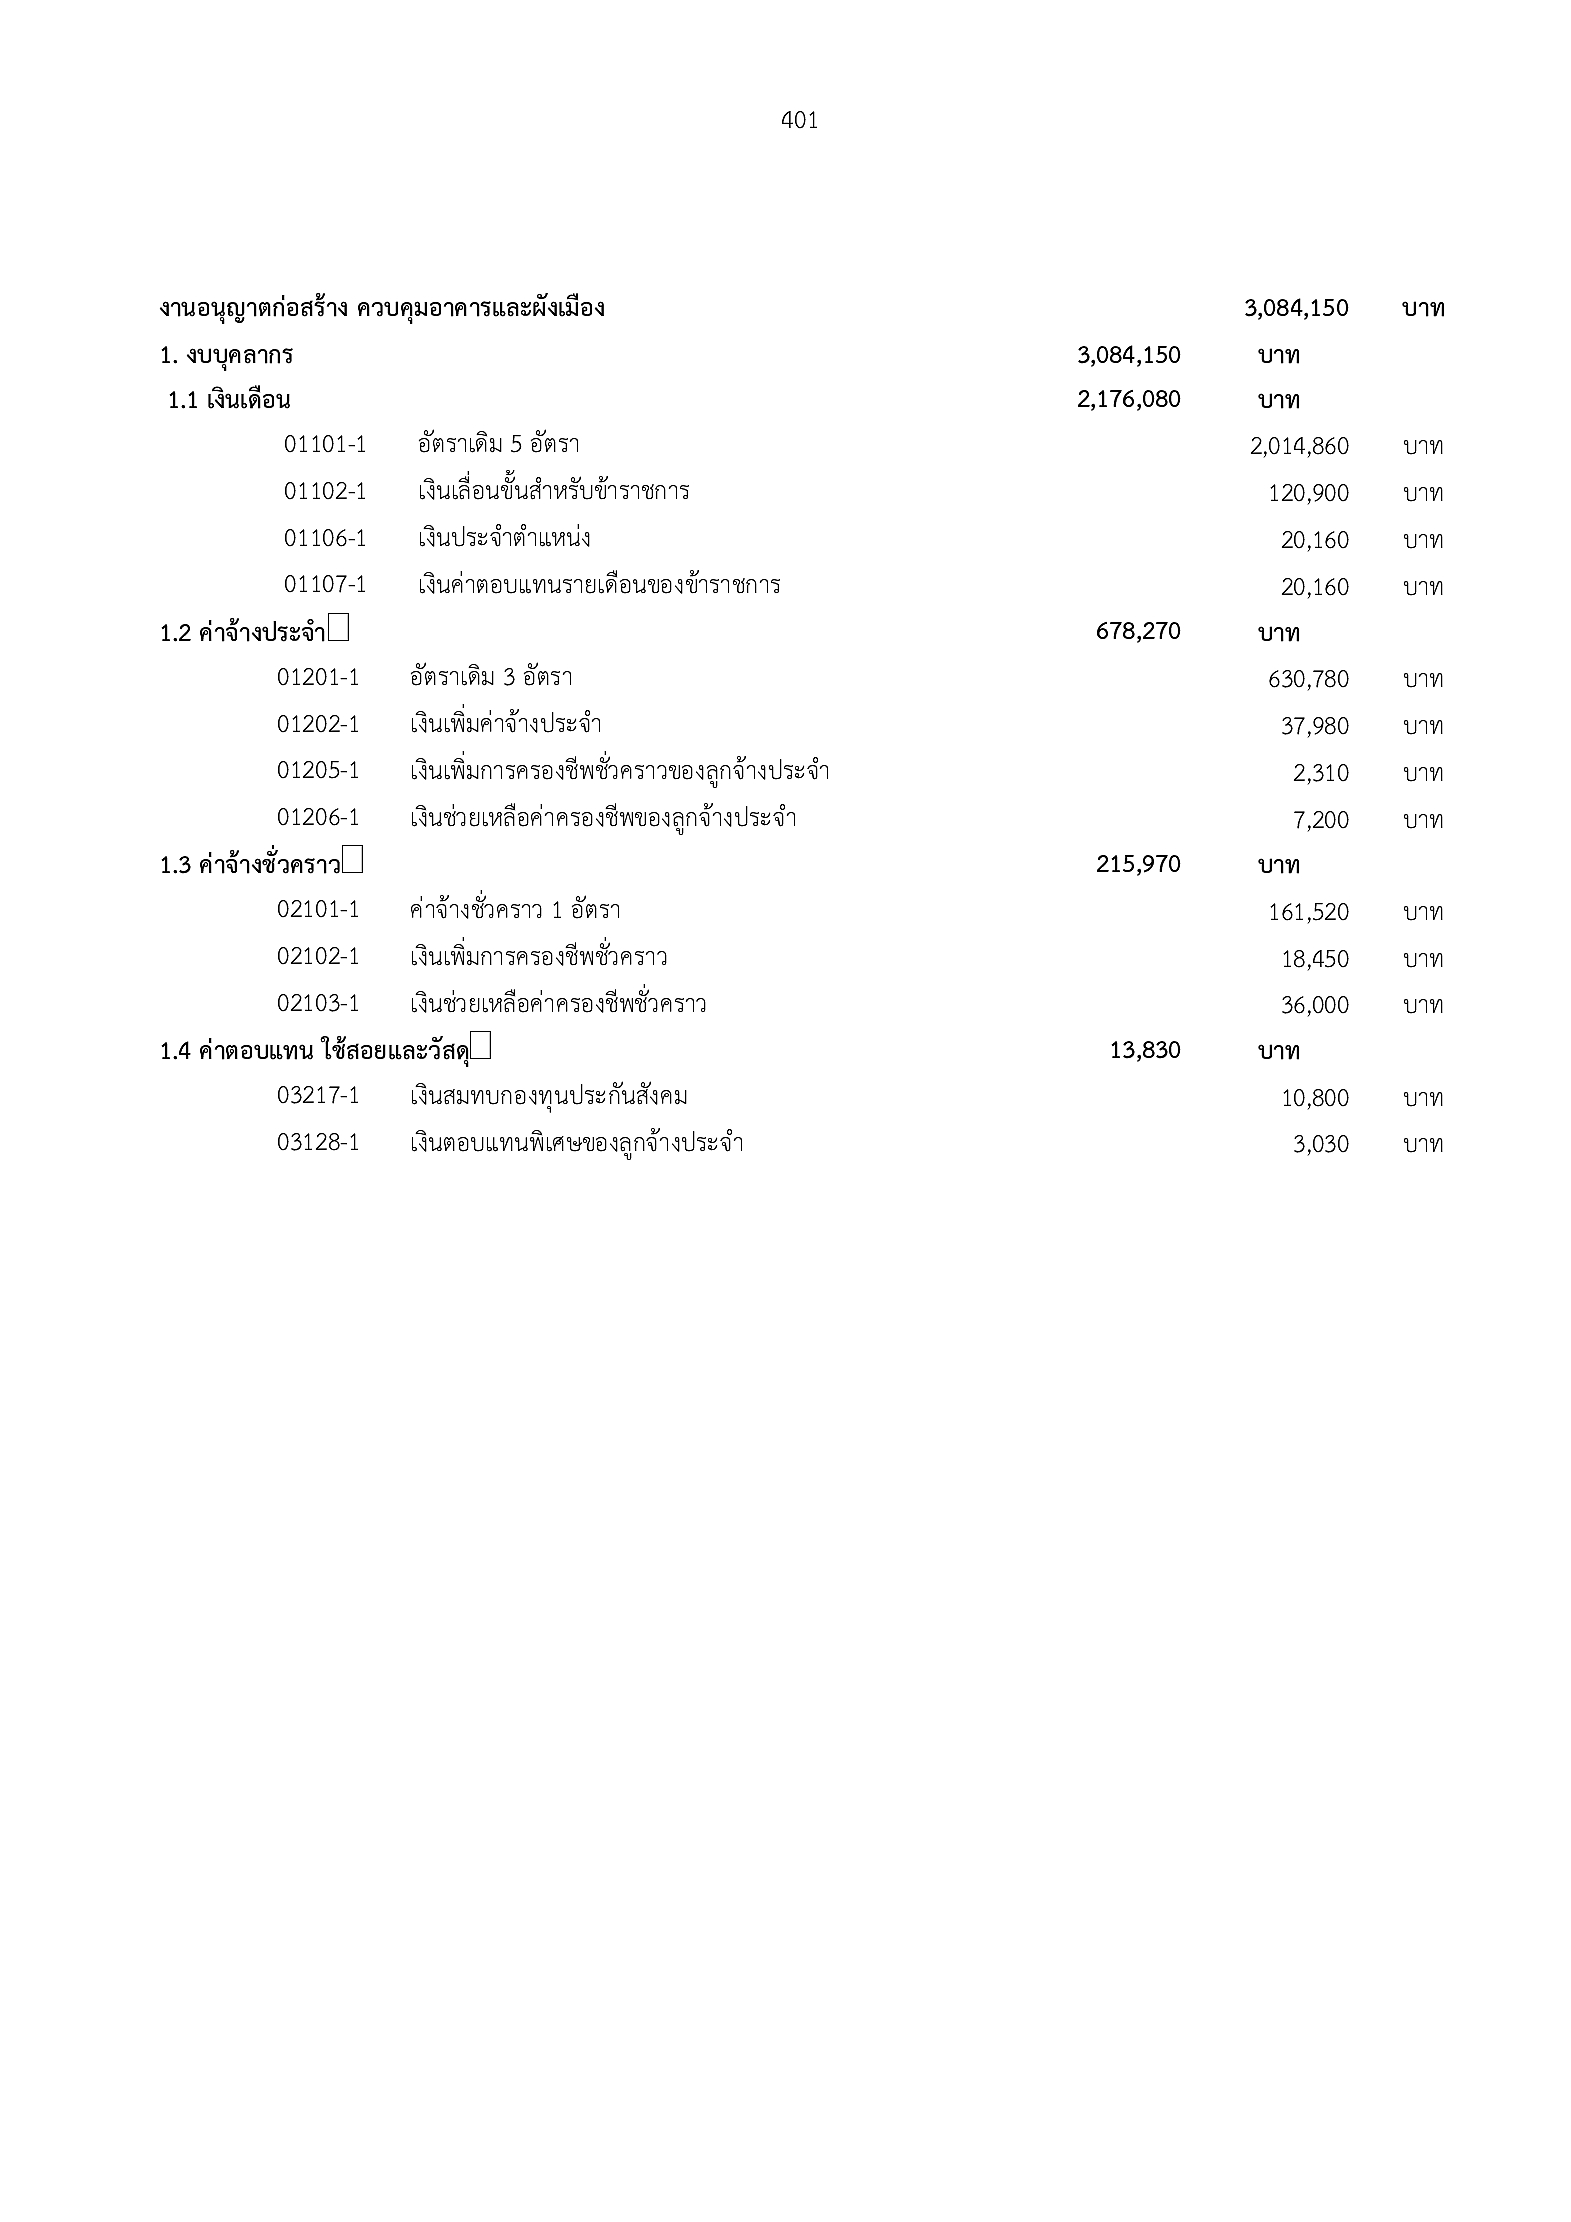 401
งานอนุญาตก่อสร้าง ควบคุมอาคารและผังเมือง 3,084,150 บาท
1. งบบุคลากร 3,084,150 บาท
1.1 เงินเดือน 2,176,080 บาท
01101-1 อัตราเดิม 5 อัตรา 2,014,860 บาท
01102-1 เงินเลื่อนขั้นสำหรับข้าราชการ 120,900 บาท
01106-1 เงินประจำตำแหน่ง 20,160 บาท
01107-1 เงินค่าตอบแทนรายเดือนของข้าราชการ 20,160 บาท
1.2 ค่าจ้างประจำ 678,270 บาท
01201-1 อัตราเดิม 3 อัตรา 630,780 บาท
01202-1 เงินเพิ่มค่าจ้างประจำ 37,980 บาท
01205-1 เงินเพิ่มการครองชีพชั่วคราวของลูกจ้างประจำ 2,310 บาท
01206-1 เงินช่วยเหลือค่าครองชีพของลูกจ้างประจำ 7,200 บาท
1.3 ค่าจ้างชั่วคราว 215,970 บาท
02101-1 ค่าจ้างชั่วคราว 1 อัตรา 161,520 บาท
02102-1 เงินเพิ่มการครองชีพชั่วคราว 18,450 บาท
02103-1 เงินช่วยเหลือค่าครองชีพชั่วคราว 36,000 บาท
1.4 ค่าตอบแทน ใช้สอยและวัสดุ 13,830 บาท
03217-1 เงินสมทบกองทุนประกันสังคม 10,800 บาท
03128-1 เงินตอบแทนพิเศษของลูกจ้างประจำ 3,030 บาท